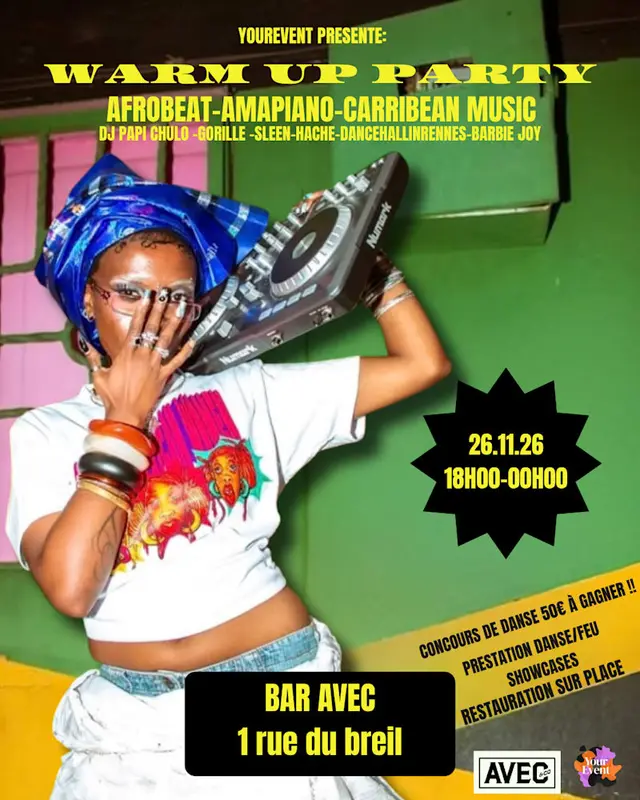 YOUREVENT PRESENTE:
WARM UP PARTY
AFROBEAT-AMAPIANO-CARRIBEAN MUSIC
DJ PAPI CHULO -GORILLE -SLEEN-HACHE-DANCEHALLINRENNES-BARBIE JOY
Numark
Numark
26.11.26
18H00-00H00
CONCOURS DE DANSE 50€ À GAGNER !!
PRESTATION DANSE/FEU
SHOWCASES
RESTAURATION SUR PLACE
BAR AVEC
1 rue du breil
AVEC
Your
Event